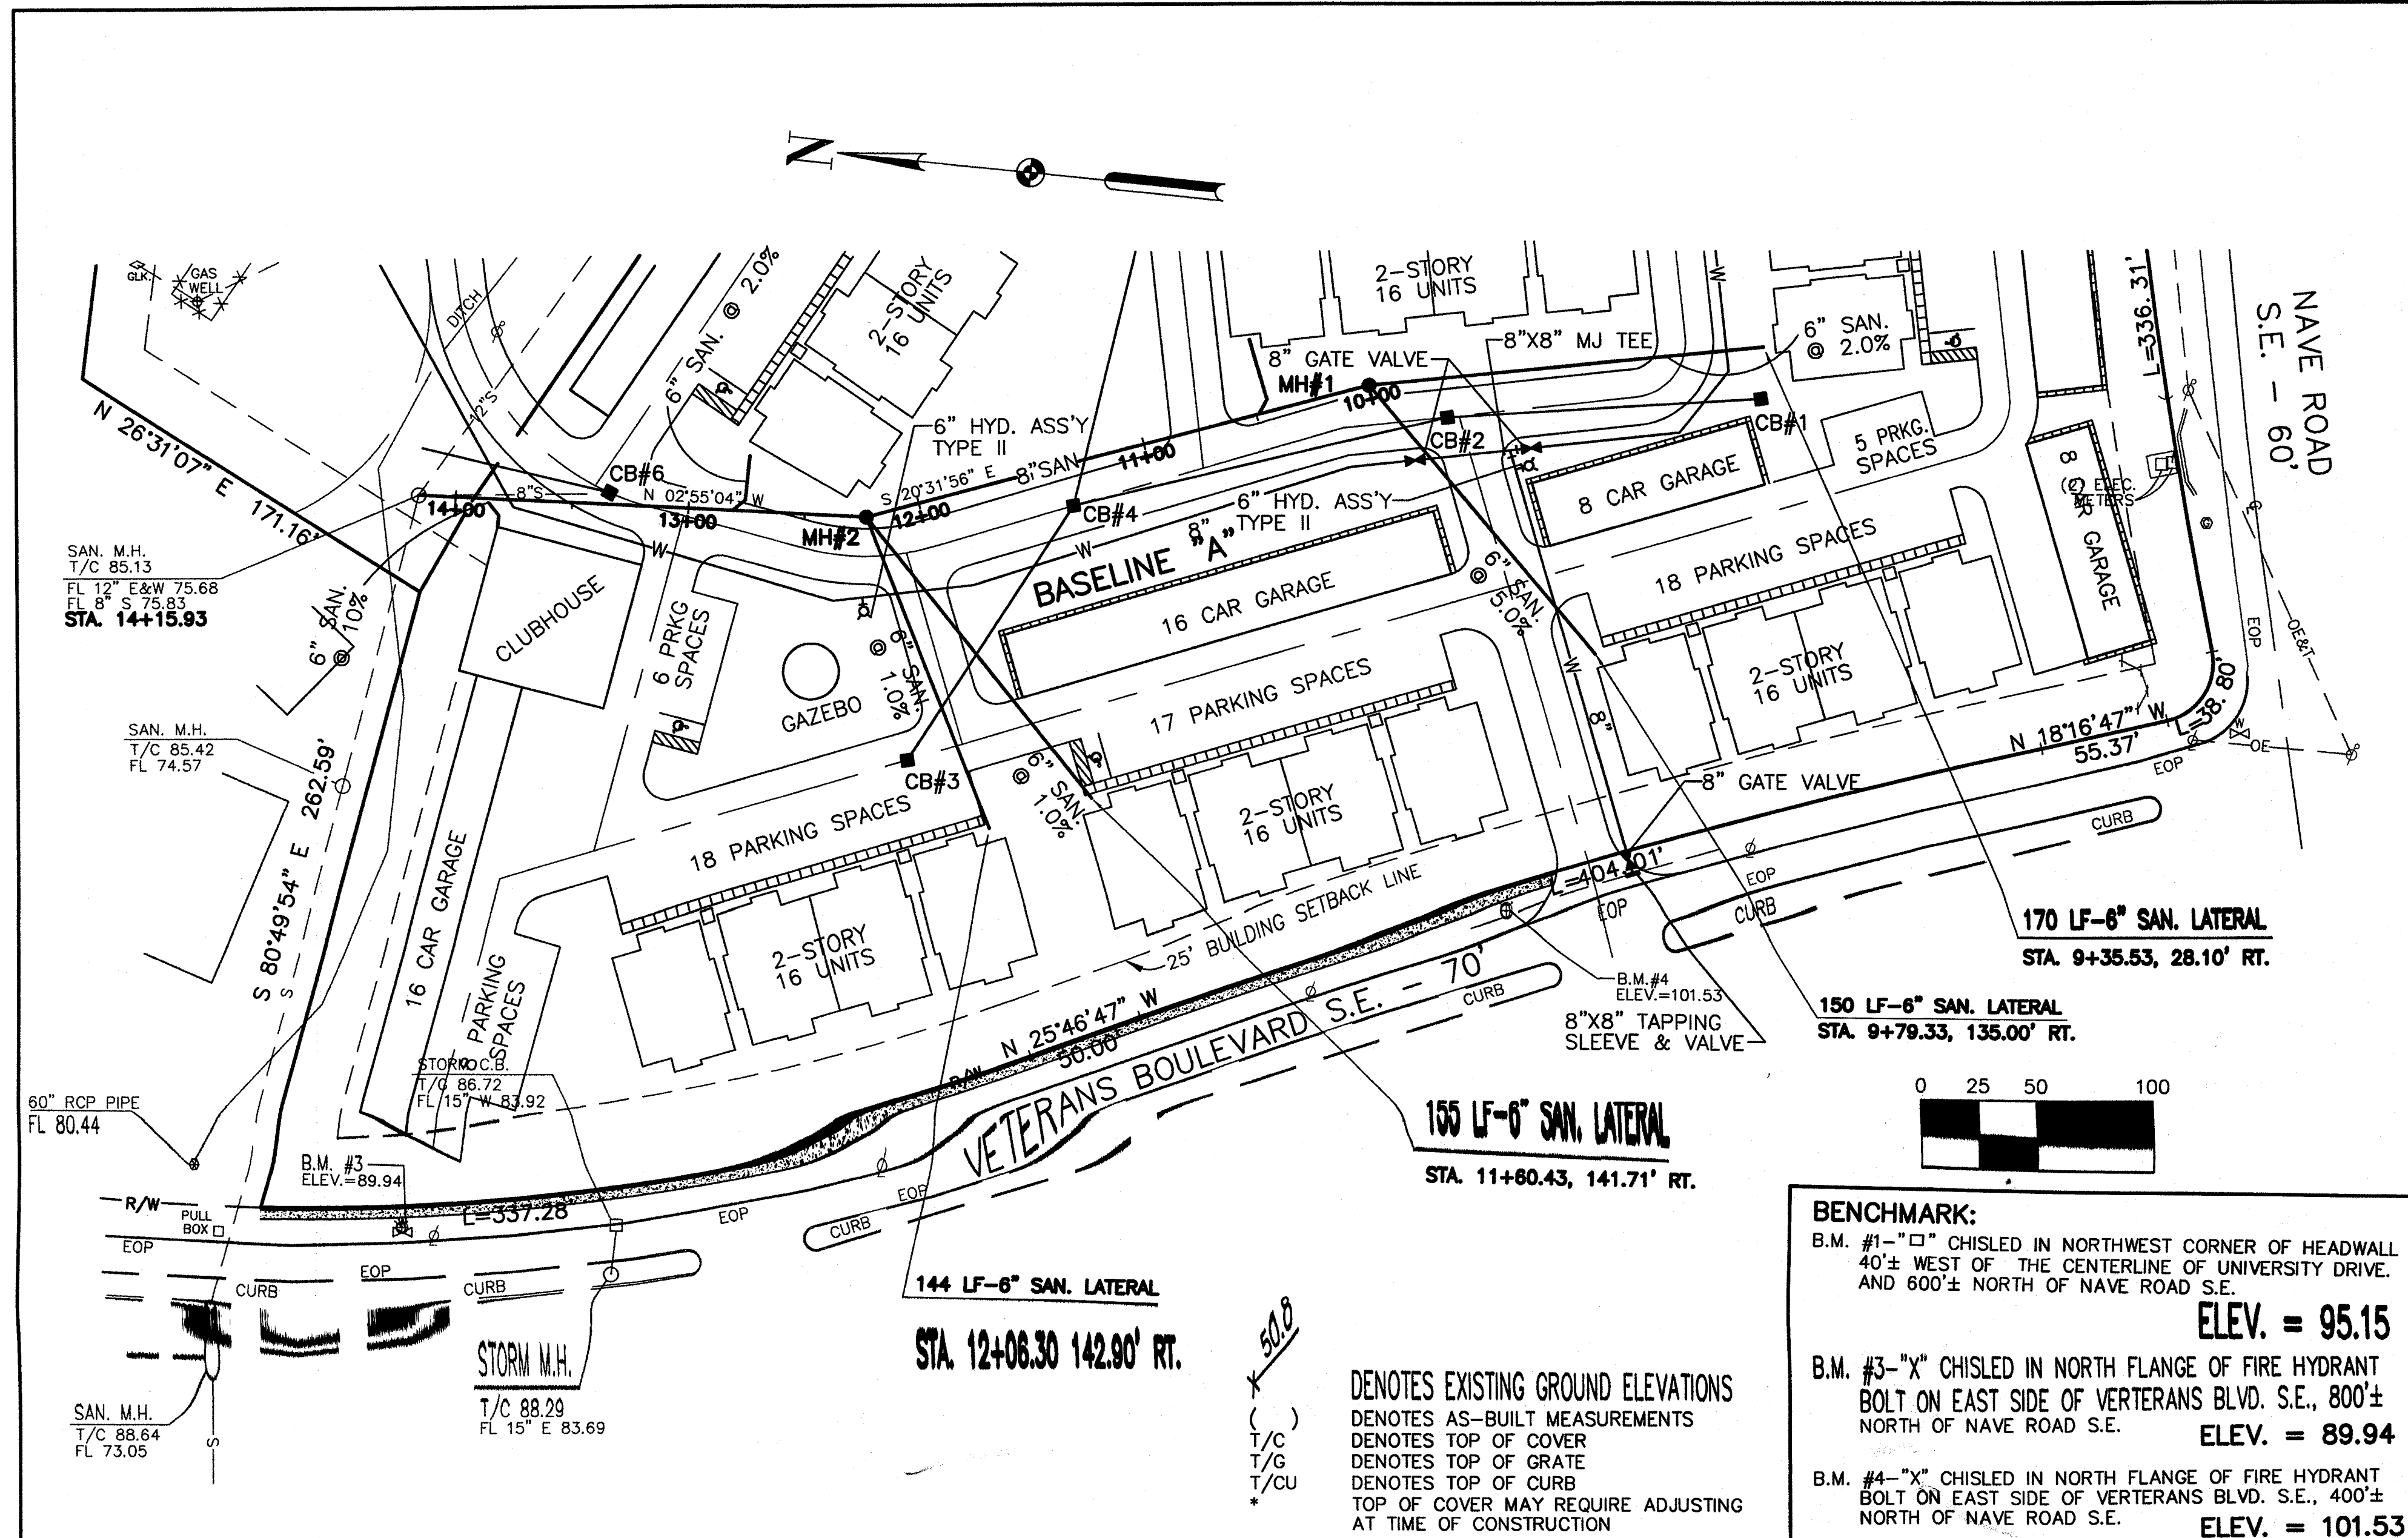 N
GLK.
GAS
WELL
DITCH
12"S
6" SAN. @ 2.0%
2-STORY
16 UNITS
2-STORY
16 UNITS
8" GATE VALVE
8"X8" MJ TEE
W
6" SAN.
@ 2.0%
L=336.31'
NAVE ROAD
S.E. - 60'
N 26°31'07" E 171.16'
MH#1
10+00
CB#1
CB#2
5 PRKG.
SPACES
8 CAR GARAGE
8 CAR GARAGE
(2) ELEC.
METERS
G
6" HYD. ASS'Y
TYPE II
11+00
8" SAN
S 20°31'56" E
CB#6
8"S
N 02°55'04" W
14+00
13+00
12+00
MH#2
CB#4
6" HYD. ASS'Y
TYPE II
8"
W
W
BASELINE "A"
SAN. M.H.
T/C 85.13
FL 12" E&W 75.68
FL 8" S 75.83
STA. 14+15.93
6" SAN.
@ 10%
CLUBHOUSE
6 PRKG
SPACES
GAZEBO
6" SAN.
@ 1.0%
16 CAR GARAGE
17 PARKING SPACES
6" SAN.
@ 5.0%
18 PARKING SPACES
2-STORY
16 UNITS
W
8"
EOP
OE&T
SAN. M.H.
T/C 85.42
FL 74.57
CB#3
6" SAN.
@ 1.0%
18 PARKING SPACES
2-STORY
16 UNITS
8" GATE VALVE
N 18°16'47" W
55.37'
L=38.80'
W
OE
EOP
CURB
S 80°49'54" E 262.59'
S
16 CAR GARAGE
PARKING
SPACES
2-STORY
16 UNITS
25' BUILDING SETBACK LINE
L=404.01'
EOP
EOP
CURB
170 LF-6" SAN. LATERAL
STA. 9+35.53, 28.10' RT.
B.M.#4
ELEV.=101.53
8"X8" TAPPING
SLEEVE & VALVE
150 LF-6" SAN. LATERAL
STA. 9+79.33, 135.00' RT.
N 25°46'47" W
50.00'
R/W
VETERANS BOULEVARD S.E. - 70'
CURB
STORM C.B.
T/G 86.72
FL 15" W 83.92
60" RCP PIPE
FL 80.44
B.M. #3
ELEV.=89.94
R/W
PULL
BOX
L=337.28
EOP
EOP
EOP
EOP
CURB
CURB
CURB
155 LF-6" SAN. LATERAL
STA. 11+60.43, 141.71' RT.
0 25 50 100
144 LF-6" SAN. LATERAL
STA. 12+06.30 142.90' RT.
STORM M.H.
T/C 88.29
FL 15" E 83.69
SAN. M.H.
T/C 88.64
FL 73.05
S
50.8
DENOTES EXISTING GROUND ELEVATIONS
( ) DENOTES AS-BUILT MEASUREMENTS
T/C DENOTES TOP OF COVER
T/G DENOTES TOP OF GRATE
T/CU DENOTES TOP OF CURB
* TOP OF COVER MAY REQUIRE ADJUSTING
AT TIME OF CONSTRUCTION
BENCHMARK:
B.M. #1-"□" CHISLED IN NORTHWEST CORNER OF HEADWALL
40'± WEST OF THE CENTERLINE OF UNIVERSITY DRIVE.
AND 600'± NORTH OF NAVE ROAD S.E.
ELEV. = 95.15
B.M. #3-"X" CHISLED IN NORTH FLANGE OF FIRE HYDRANT
BOLT ON EAST SIDE OF VERTERANS BLVD. S.E., 800'±
NORTH OF NAVE ROAD S.E.
ELEV. = 89.94
B.M. #4-"X" CHISLED IN NORTH FLANGE OF FIRE HYDRANT
BOLT ON EAST SIDE OF VERTERANS BLVD. S.E., 400'±
NORTH OF NAVE ROAD S.E.
ELEV. = 101.53